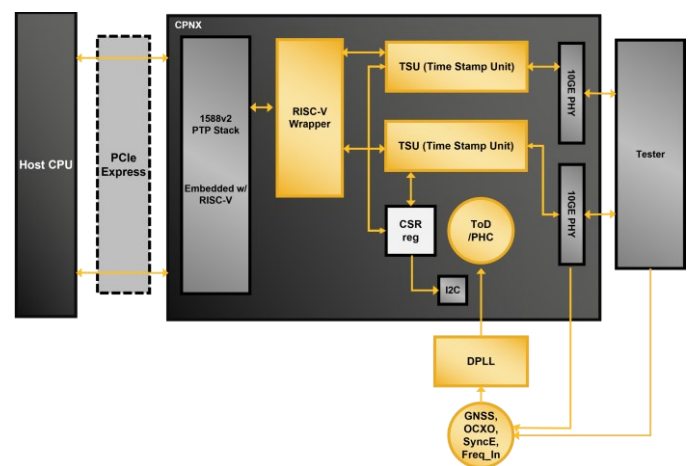 CPNX
Host CPU
PCIe
Express
1588v2
PTP Stack
Embedded w/
RISC-V
RISC-V
Wrapper
TSU (Time Stamp Unit)
TSU (Time Stamp Unit)
10GE PHY
10GE PHY
Tester
CSR
reg
ToD
/PHC
I2C
DPLL
GNSS,
OCXO,
SyncE,
Freq_In